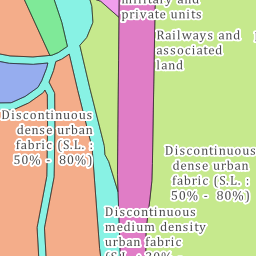 military and
private units
Railways and
associated
land
Discontinuous
dense urban
fabric (S.L. :
50% - 80%)
Discontinuous
dense urban
fabric (S.L. :
50% - 80%)
Discontinuous
medium density
urban fabric
(S.L. : 30% -